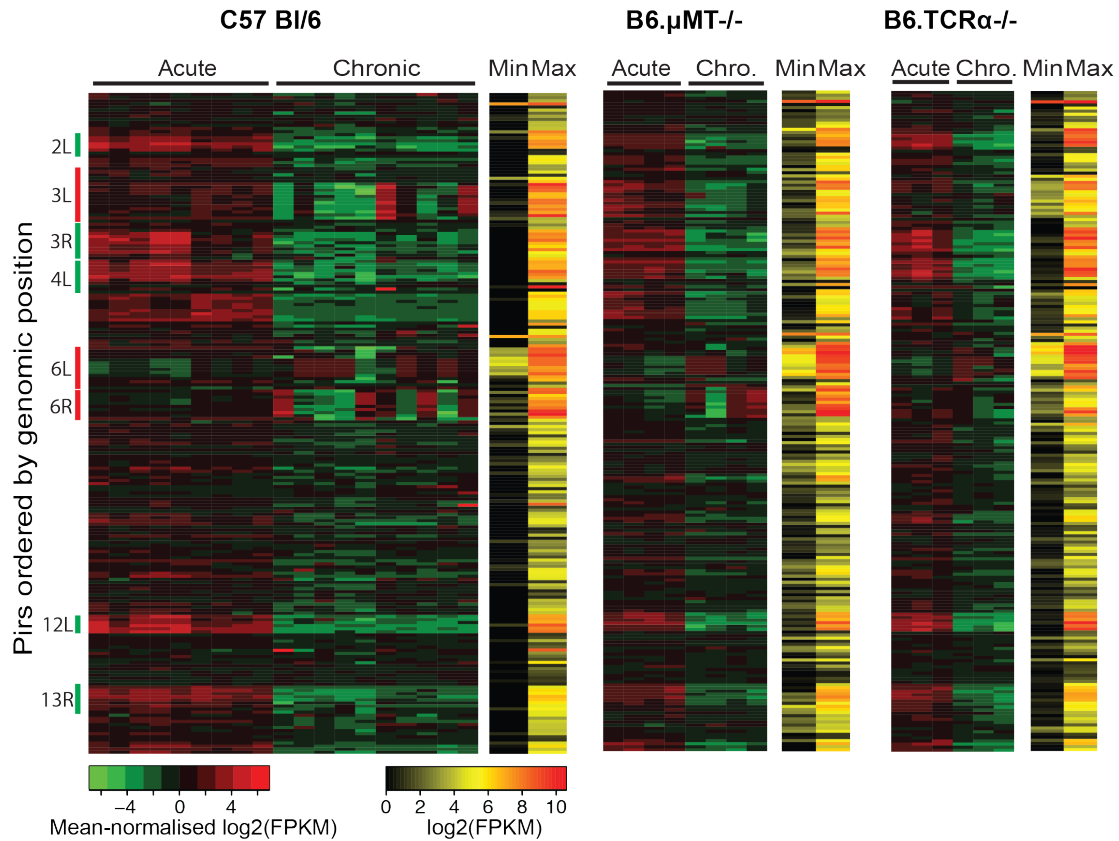 C57 Bl/6 B6.μMT-/- B6.TCRα-/-
Acute Chronic Min Max Acute Chro. Min Max Acute Chro. Min Max
Pirs ordered by genomic position
2L
3L
3R
4L
6L
6R
12L
13R
−4 0 4
Mean-normalised log2(FPKM)
0 2 4 6 8 10
log2(FPKM)